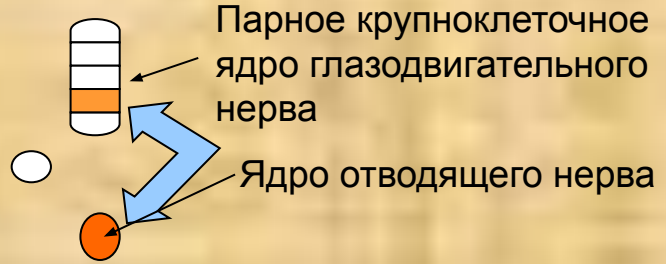 Парное крупноклеточное
ядро глазодвигательного
нерва
Ядро отводящего нерва